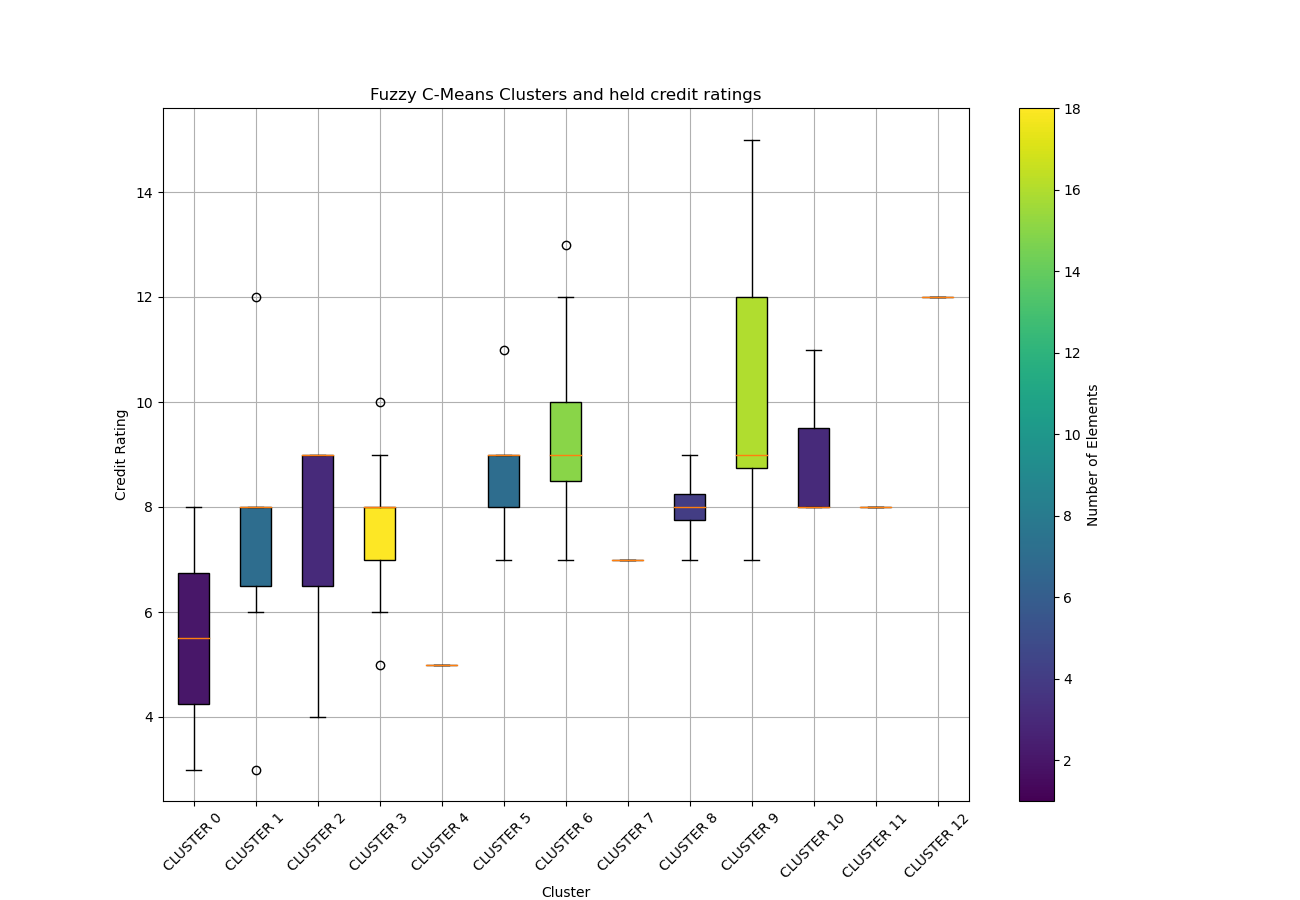 Fuzzy C-Means Clusters and held credit ratings
14
12
10
8
6
4
Credit Rating
CLUSTER 0
CLUSTER 1
CLUSTER 2
CLUSTER 3
CLUSTER 4
CLUSTER 5
CLUSTER 6
CLUSTER 7
CLUSTER 8
CLUSTER 9
CLUSTER 10
CLUSTER 11
CLUSTER 12
Cluster
18
16
14
12
10
8
6
4
2
Number of Elements